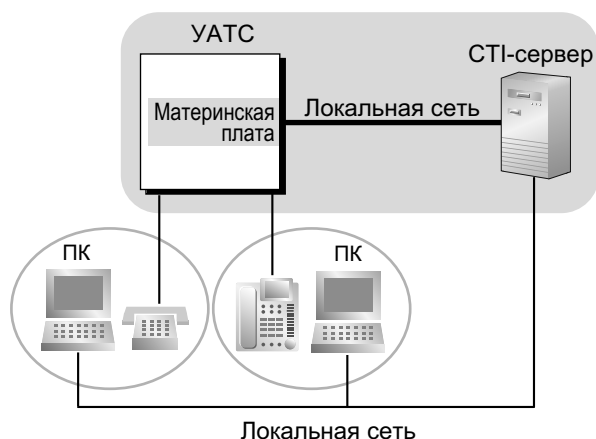 УАТС
CTI-сервер
Материнская
плата
Локальная сеть
ПК
ПК
Локальная сеть